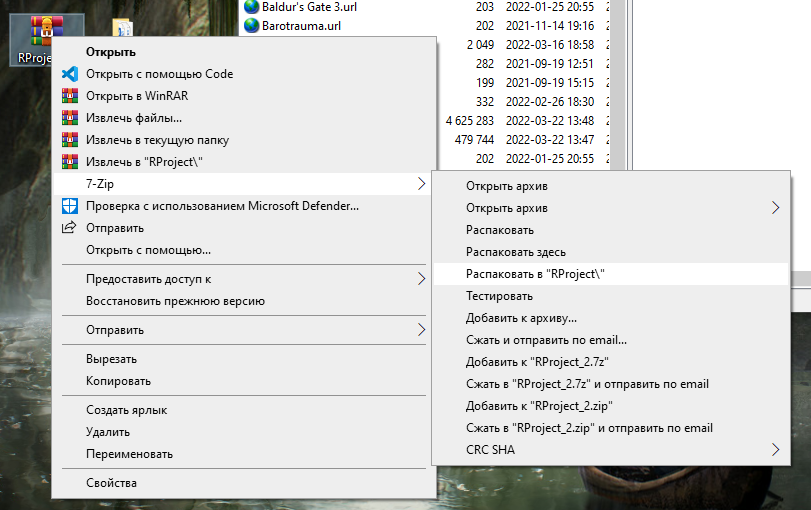 Baldur's Gate 3.url 203 2022-01-25 20:55
Barotrauma.url 202 2021-11-14 19:16
2 049 2022-03-16 18:58
282 2021-09-19 12:51
199 2021-09-19 15:15
332 2022-02-26 18:30
4 625 283 2022-03-22 13:48
479 744 2022-03-22 13:47
202 2022-01-25 20:55
RProje
Открыть
Открыть с помощью Code
Открыть в WinRAR
Извлечь файлы...
Извлечь в текущую папку
Извлечь в "RProject\"
7-Zip
Проверка с использованием Microsoft Defender...
Отправить
Открыть с помощью...
Предоставить доступ к
Восстановить прежнюю версию
Отправить
Вырезать
Копировать
Создать ярлык
Удалить
Переименовать
Свойства
Открыть архив
Открыть архив
Распаковать
Распаковать здесь
Распаковать в "RProject\"
Тестировать
Добавить к архиву...
Сжать и отправить по email...
Добавить к "RProject_2.7z"
Сжать в "RProject_2.7z" и отправить по email
Добавить к "RProject_2.zip"
Сжать в "RProject_2.zip" и отправить по email
CRC SHA